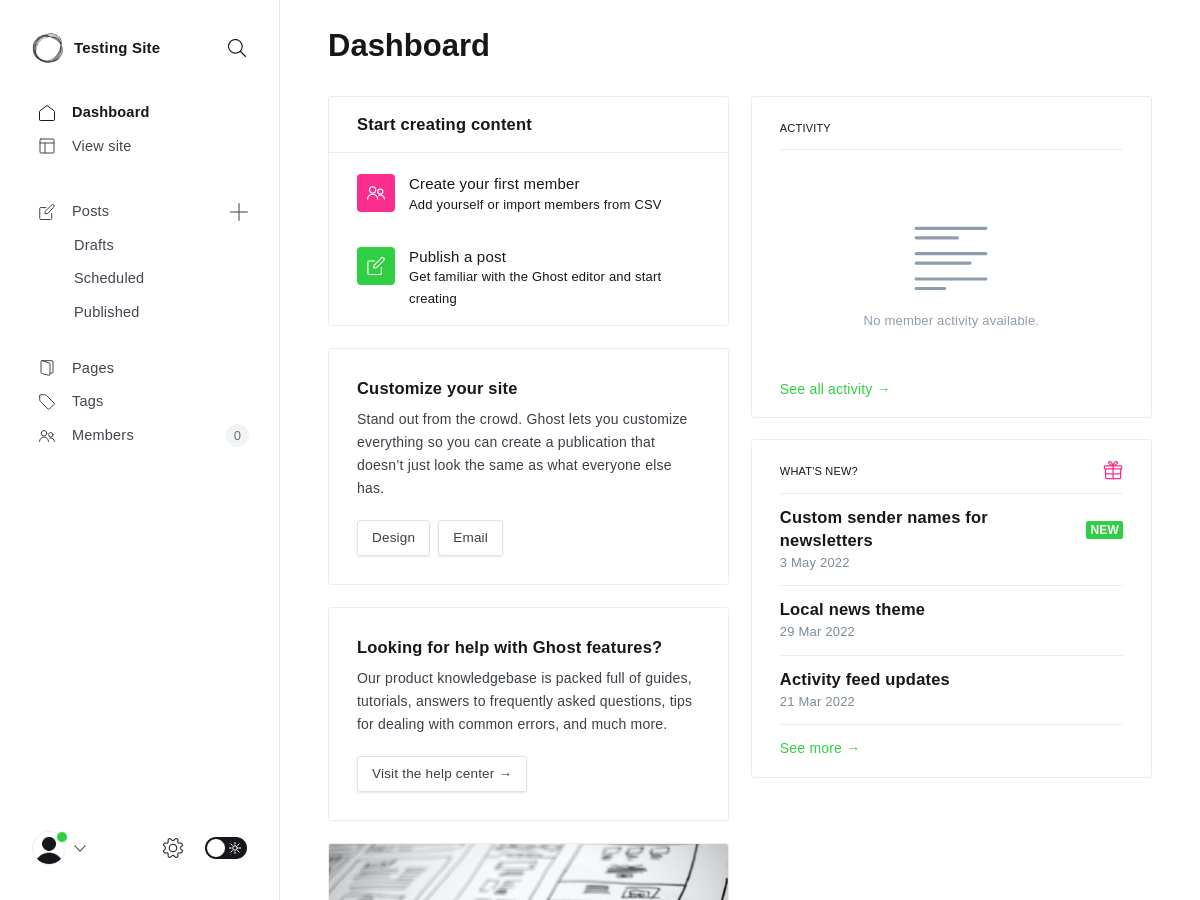 Testing Site
Dashboard
View site
Posts
Drafts
Scheduled
Published
Pages
Tags
Members
0
Dashboard
Start creating content
Create your first member
Add yourself or import members from CSV
Publish a post
Get familiar with the Ghost editor and start
creating
Customize your site
Stand out from the crowd. Ghost lets you customize
everything so you can create a publication that
doesn’t just look the same as what everyone else
has.
Design
Email
Looking for help with Ghost features?
Our product knowledgebase is packed full of guides,
tutorials, answers to frequently asked questions, tips
for dealing with common errors, and much more.
Visit the help center →
ACTIVITY
No member activity available.
See all activity →
WHAT'S NEW?
Custom sender names for
newsletters
NEW
3 May 2022
Local news theme
29 Mar 2022
Activity feed updates
21 Mar 2022
See more →